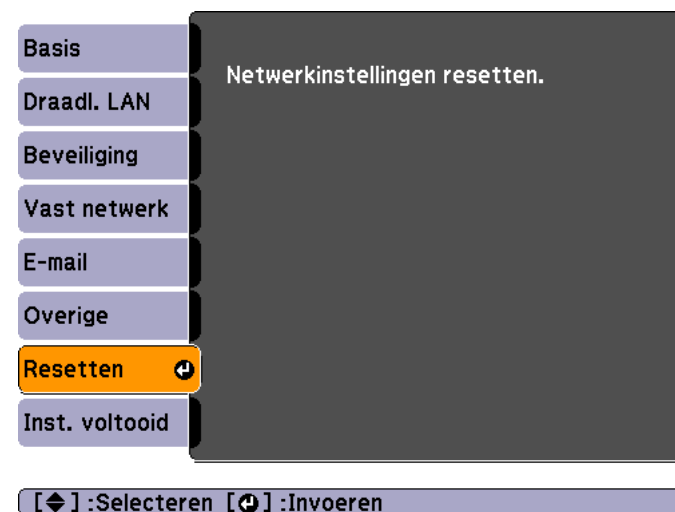 Basis
Netwerkinstellingen resetten.
Draadl. LAN
Beveiliging
Vast netwerk
E-mail
Overige
Resetten
Inst. voltooid
[◆] :Selecteren [⏎] :Invoeren